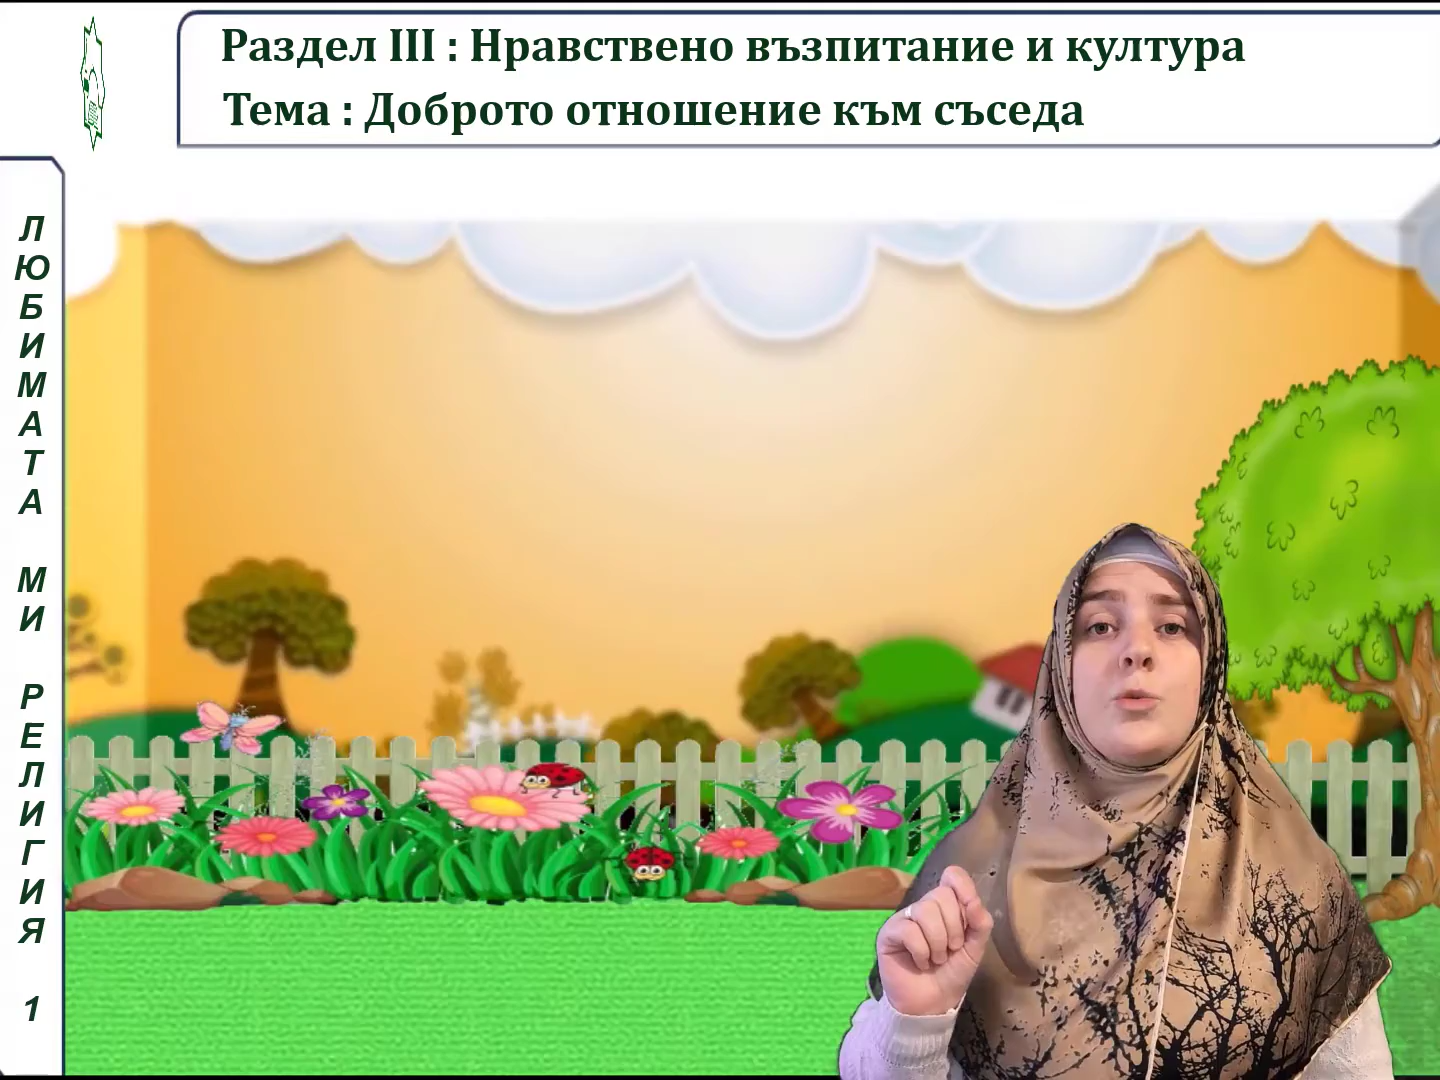 Раздел III : Нравствено възпитание и култура
Тема : Доброто отношение към съседа
ЛЮБИМАТА МИ РЕЛИГИЯ 1